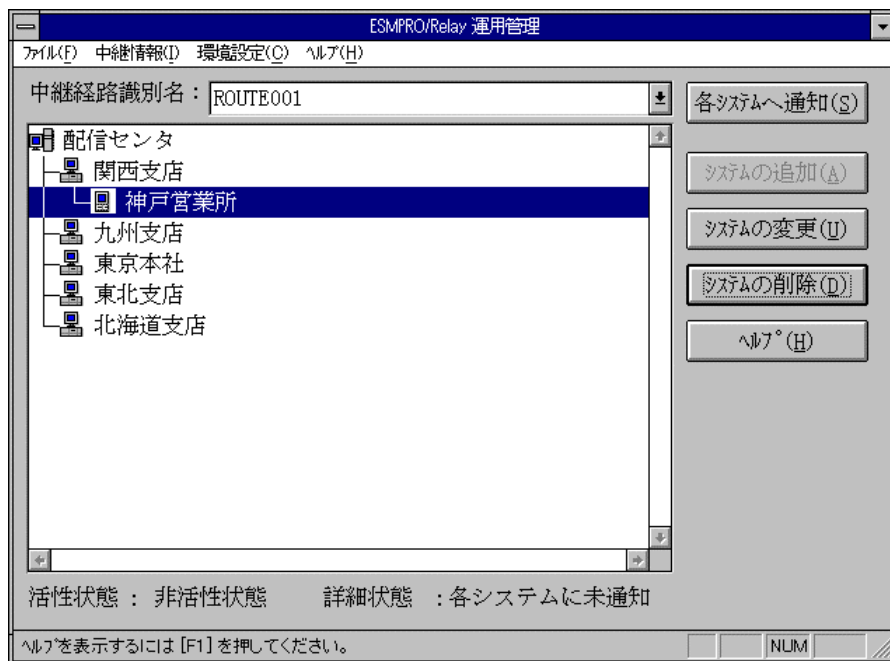 ESMPRO/Relay 運用管理
ﾌｧｲﾙ(F) 中継情報(I) 環境設定(C) ﾍﾙﾌﾟ(H)
中継経路識別名: ROUTE001
各ｼｽﾃﾑへ通知(S)
配信センタ
関西支店
ｼｽﾃﾑの追加(A)
神戸営業所
九州支店
ｼｽﾃﾑの変更(U)
東京本社
東北支店
ｼｽﾃﾑの削除(D)
北海道支店
ﾍﾙﾌﾟ(H)
活性状態 : 非活性状態 詳細状態 :各システムに未通知
ﾍﾙﾌﾟを表示するには [F1] を押してください。 NUM